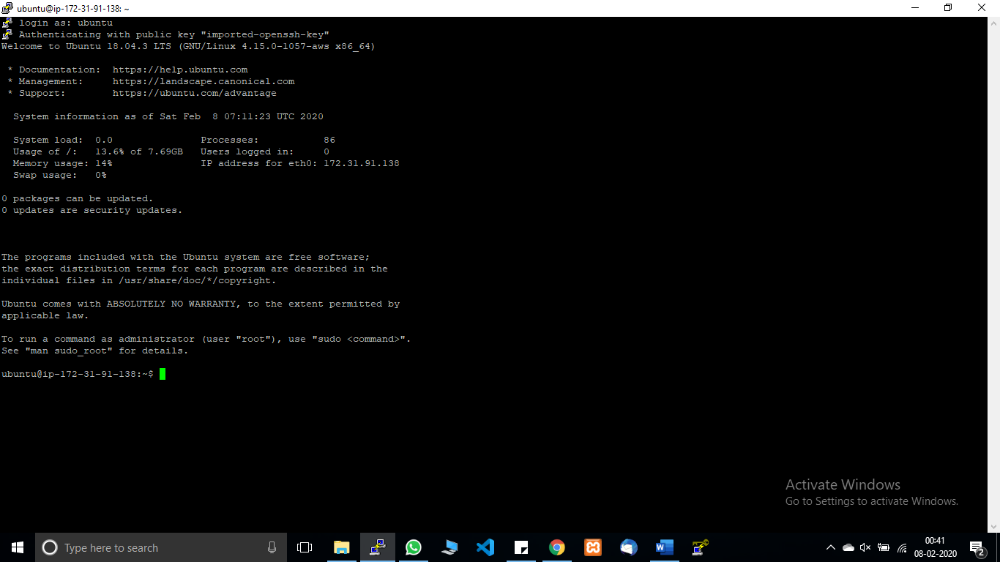 ubuntu@ip-172-31-91-138: ~
login as: ubuntu
Authenticating with public key "imported-openssh-key"
Welcome to Ubuntu 18.04.3 LTS (GNU/Linux 4.15.0-1057-aws x86_64)
* Documentation:  https://help.ubuntu.com
* Management:     https://landscape.canonical.com
* Support:        https://ubuntu.com/advantage
System information as of Sat Feb  8 07:11:23 UTC 2020
System load:  0.0               Processes:           86
Usage of /:   13.6% of 7.69GB   Users logged in:     0
Memory usage: 14%               IP address for eth0: 172.31.91.138
Swap usage:   0%
0 packages can be updated.
0 updates are security updates.
The programs included with the Ubuntu system are free software;
the exact distribution terms for each program are described in the
individual files in /usr/share/doc/*/copyright.
Ubuntu comes with ABSOLUTELY NO WARRANTY, to the extent permitted by
applicable law.
To run a command as administrator (user "root"), use "sudo <command>".
See "man sudo_root" for details.
ubuntu@ip-172-31-91-138:~$
Activate Windows
Go to Settings to activate Windows.
Type here to search
00:41
08-02-2020
2